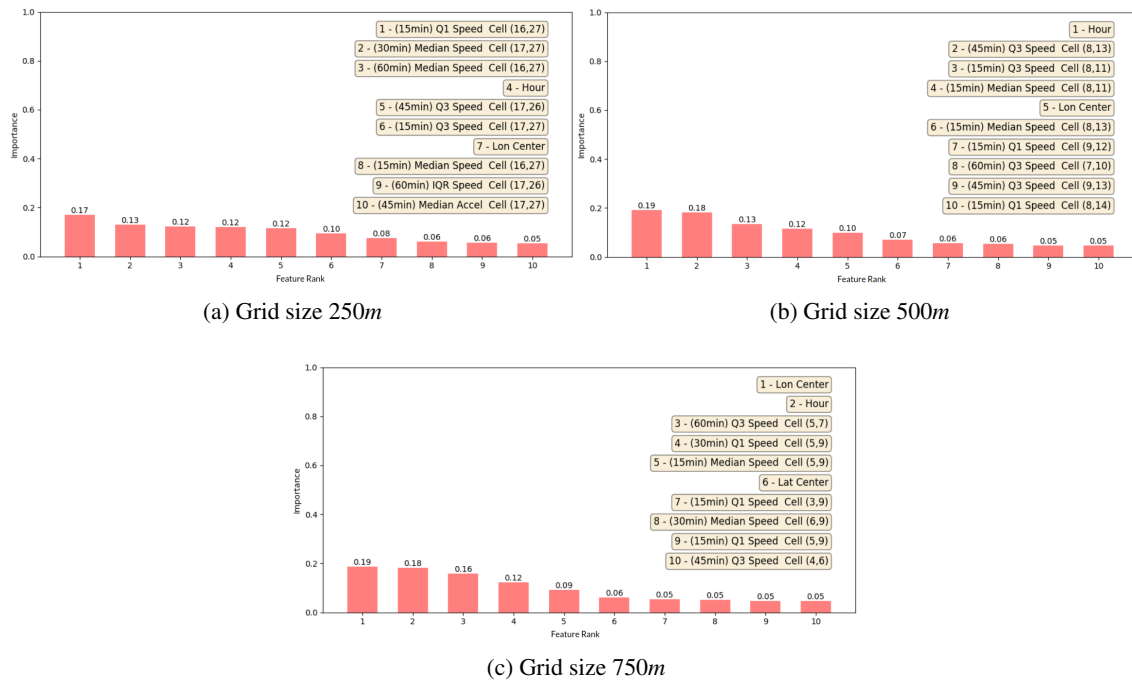 1.0
0.8
0.6
0.4
0.2
0.0
Importance
1 - (15min) Q1 Speed  Cell (16,27)
2 - (30min) Median Speed  Cell (17,27)
3 - (60min) Median Speed  Cell (16,27)
4 - Hour
5 - (45min) Q3 Speed  Cell (17,26)
6 - (15min) Q3 Speed  Cell (17,27)
7 - Lon Center
8 - (15min) Median Speed  Cell (16,27)
9 - (60min) IQR Speed  Cell (17,26)
10 - (45min) Median Accel  Cell (17,27)
0.17 0.13 0.12 0.12 0.12 0.10 0.08 0.06 0.06 0.05
1 2 3 4 5 6 7 8 9 10
Feature Rank
(a) Grid size 250m
1.0
0.8
0.6
0.4
0.2
0.0
Importance
1 - Hour
2 - (45min) Q3 Speed  Cell (8,13)
3 - (15min) Q3 Speed  Cell (8,11)
4 - (15min) Median Speed  Cell (8,11)
5 - Lon Center
6 - (15min) Median Speed  Cell (8,13)
7 - (15min) Q1 Speed  Cell (9,12)
8 - (60min) Q3 Speed  Cell (7,10)
9 - (45min) Q3 Speed  Cell (9,13)
10 - (15min) Q1 Speed  Cell (8,14)
0.19 0.18 0.13 0.12 0.10 0.07 0.06 0.06 0.05 0.05
1 2 3 4 5 6 7 8 9 10
Feature Rank
(b) Grid size 500m
1.0
0.8
0.6
0.4
0.2
0.0
Importance
1 - Lon Center
2 - Hour
3 - (60min) Q3 Speed  Cell (5,7)
4 - (30min) Q1 Speed  Cell (5,9)
5 - (15min) Median Speed  Cell (5,9)
6 - Lat Center
7 - (15min) Q1 Speed  Cell (3,9)
8 - (30min) Median Speed  Cell (6,9)
9 - (15min) Q1 Speed  Cell (5,9)
10 - (45min) Q3 Speed  Cell (4,6)
0.19 0.18 0.16 0.12 0.09 0.06 0.05 0.05 0.05 0.05
1 2 3 4 5 6 7 8 9 10
Feature Rank
(c) Grid size 750m